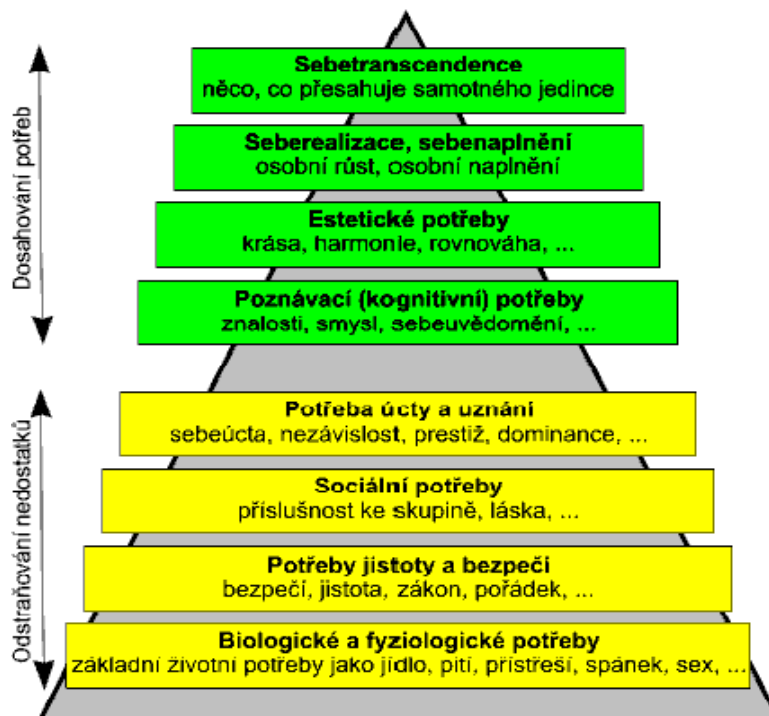 Sebetranscendence
něco, co přesahuje samotného jedince
Seberealizace, sebenaplnění
osobní růst, osobní naplnění
Estetické potřeby
krása, harmonie, rovnováha, ...
Poznávací (kognitivní) potřeby
znalosti, smysl, sebeuvědomění, ...
Dosahování potřeb
Potřeba úcty a uznání
sebeúcta, nezávislost, prestiž, dominance, ...
Sociální potřeby
příslušnost ke skupině, láska, ...
Potřeby jistoty a bezpečí
bezpečí, jistota, zákon, pořádek, ...
Biologické a fyziologické potřeby
základní životní potřeby jako jídlo, pití, přístřeší, spánek, sex, ...
Odstraňování nedostatků